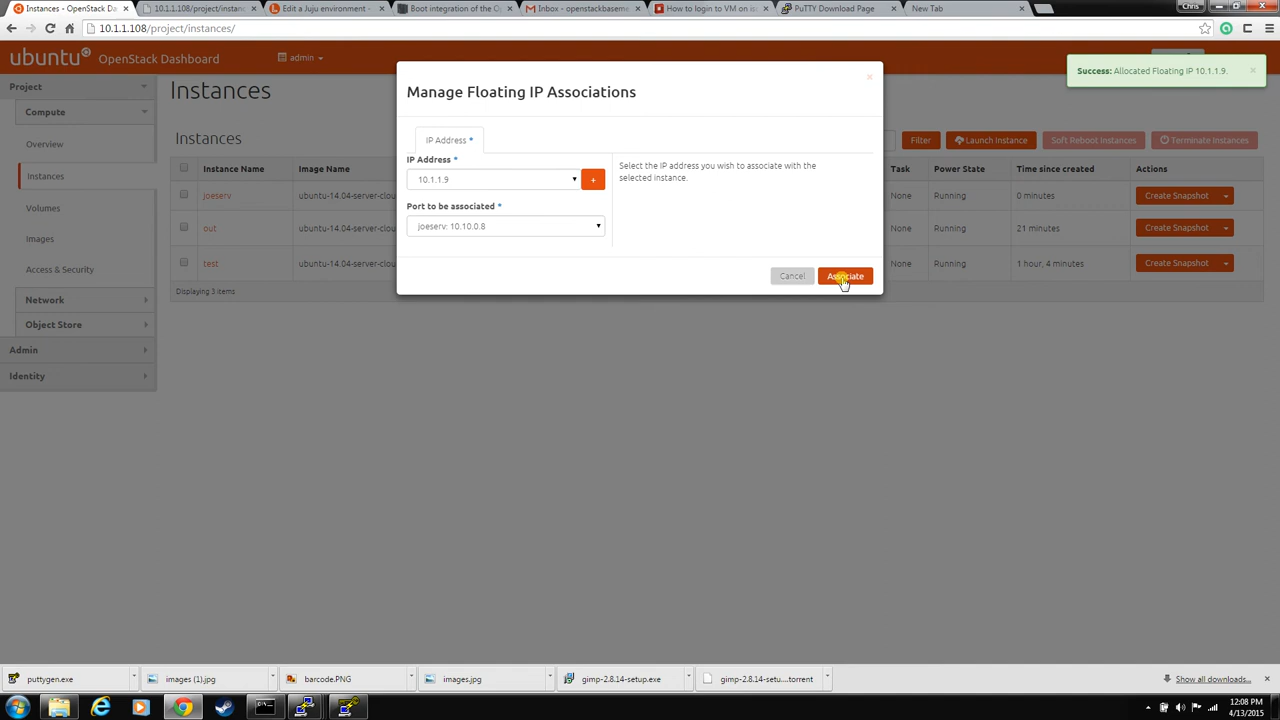 Instances - OpenStack Da
10.1.1.108/project/instanc
Edit a Juju environment -
Boot integration of the Op
Inbox - openstackbaseme
How to login to VM on iso
PuTTY Download Page
New Tab
Chris
10.1.1.108/project/instances/
ubuntu OpenStack Dashboard
admin
Success: Allocated Floating IP 10.1.1.9.
Project
Compute
Overview
Instances
Volumes
Images
Access & Security
Network
Object Store
Admin
Identity
Instances
Instances
Filter
Launch Instance
Soft Reboot Instances
Terminate Instances
Instance Name
Image Name
Task
Power State
Time since created
Actions
joeserv
ubuntu-14.04-server-clou
None
Running
0 minutes
Create Snapshot
out
ubuntu-14.04-server-clou
None
Running
21 minutes
Create Snapshot
test
ubuntu-14.04-server-clou
None
Running
1 hour, 4 minutes
Create Snapshot
Displaying 3 items
Manage Floating IP Associations
IP Address *
IP Address *
10.1.1.9
+
Port to be associated *
joeserv: 10.10.0.8
Select the IP address you wish to associate with the
selected instance.
Cancel
Associate
puttygen.exe
images (1).jpg
barcode.PNG
images.jpg
gimp-2.8.14-setup.exe
gimp-2.8.14-setu....torrent
Show all downloads...
12:08 PM
4/13/2015